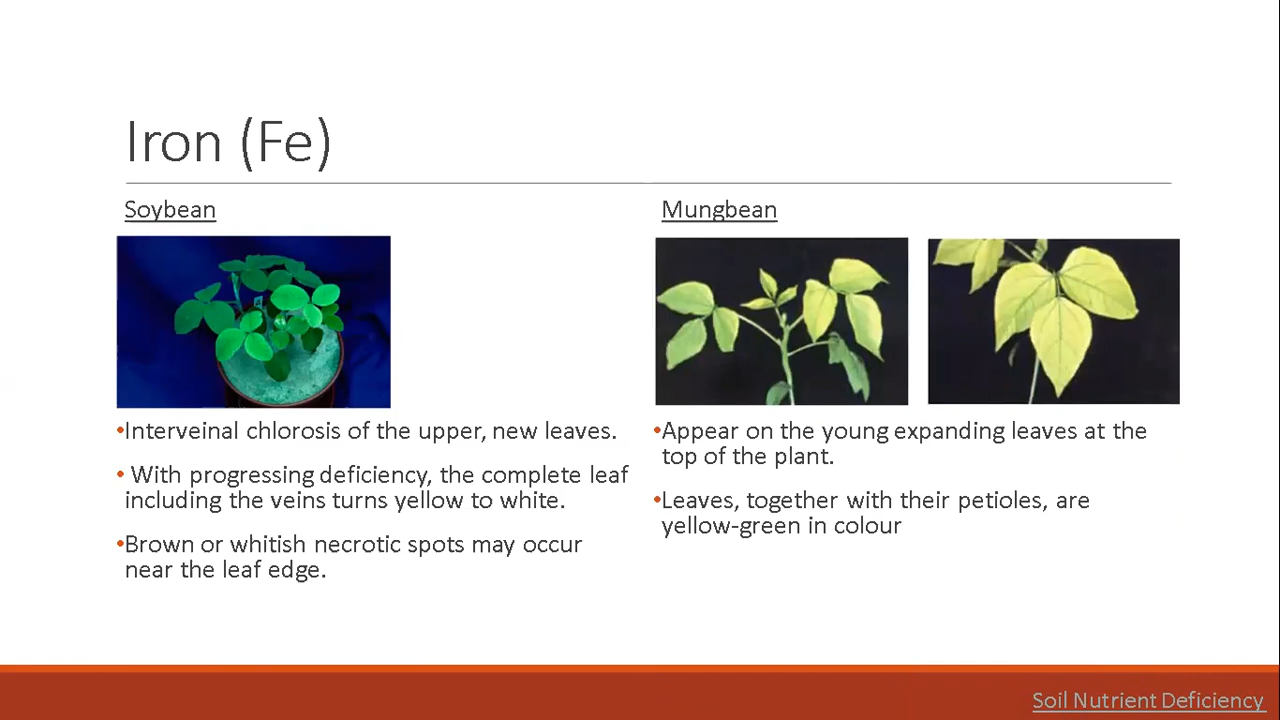 Iron (Fe)
Soybean
•Interveinal chlorosis of the upper, new leaves.
• With progressing deficiency, the complete leaf
including the veins turns yellow to white.
•Brown or whitish necrotic spots may occur
near the leaf edge.
Mungbean
•Appear on the young expanding leaves at the
top of the plant.
•Leaves, together with their petioles, are
yellow-green in colour
Soil Nutrient Deficiency